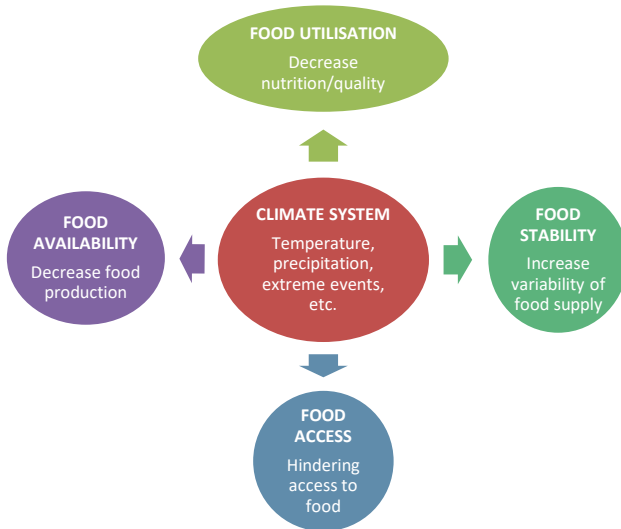 FOOD UTILISATION
Decrease
nutrition/quality
FOOD
AVAILABILITY
Decrease food
production
CLIMATE SYSTEM
Temperature,
precipitation,
extreme events,
etc.
FOOD
STABILITY
Increase
variability of
food supply
FOOD
ACCESS
Hindering
access to
food